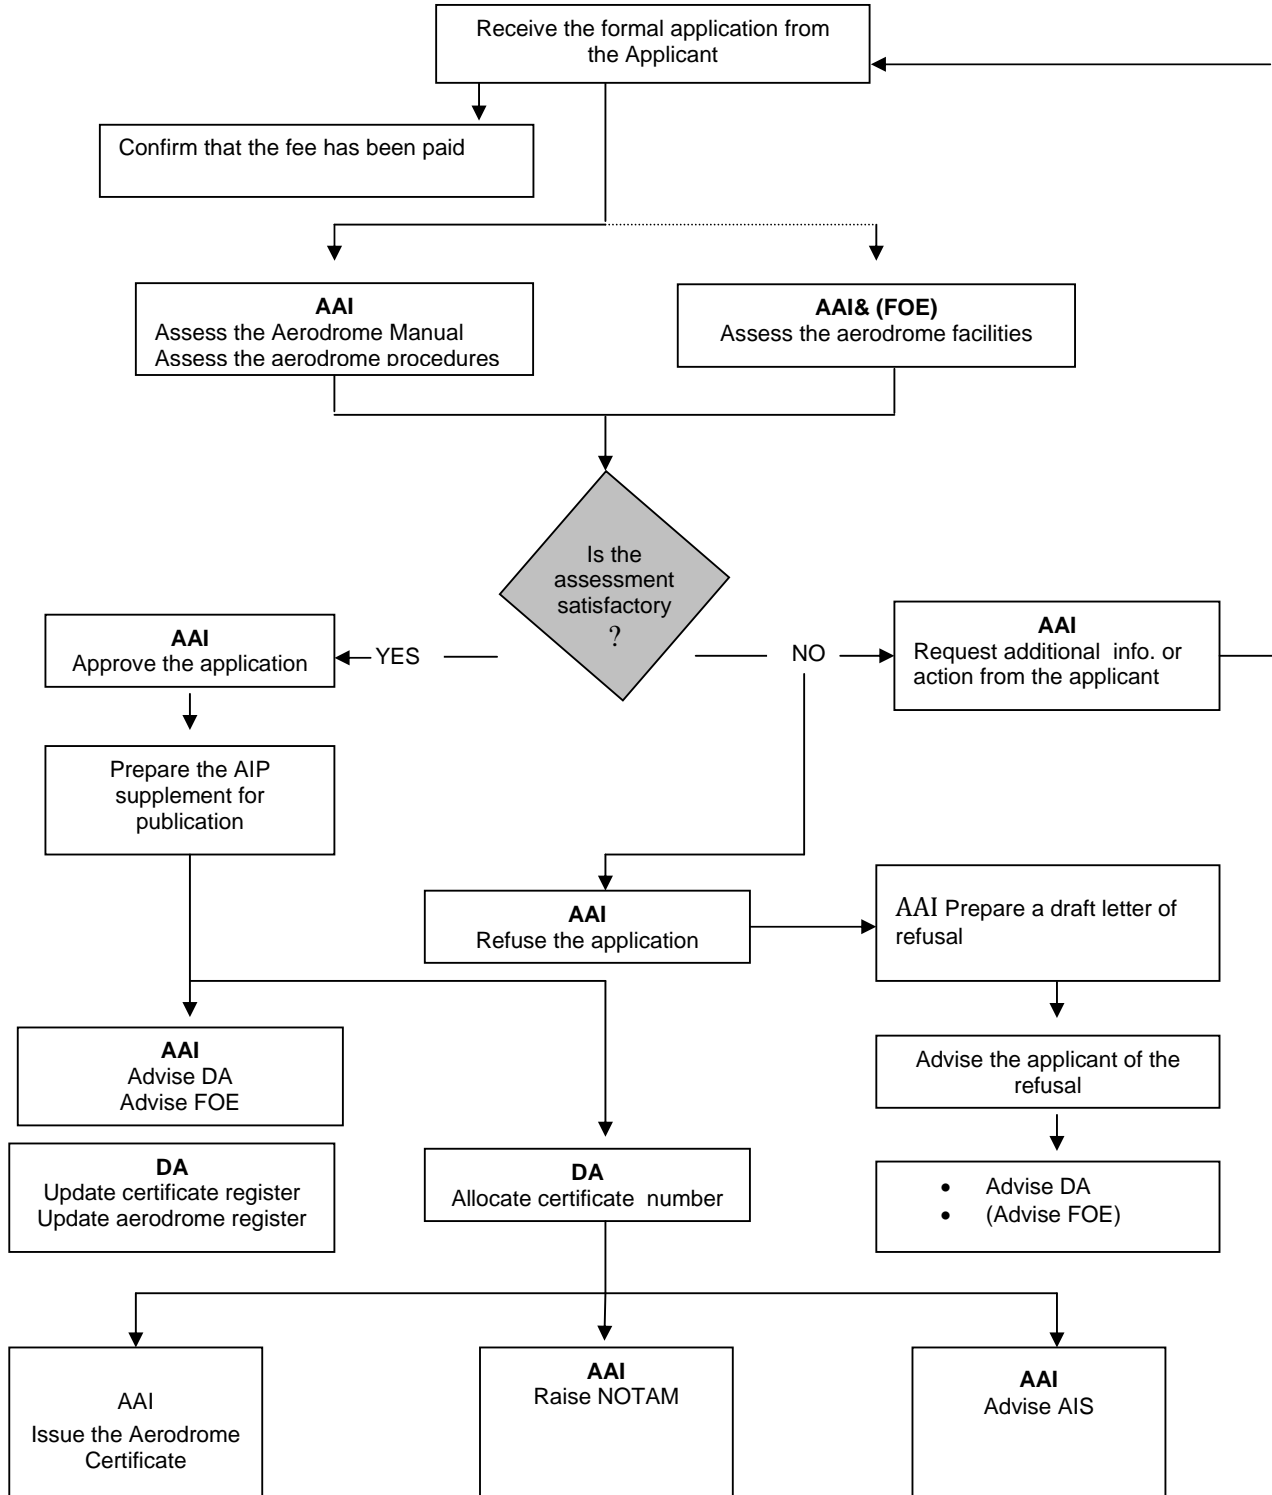 Receive the formal application from
the Applicant
Confirm that the fee has been paid
AAI
Assess the Aerodrome Manual
Assess the aerodrome procedures
AAI& (FOE)
Assess the aerodrome facilities
Is the
assessment
satisfactory
?
AAI
Approve the application
YES
NO
AAI
Request additional info. or
action from the applicant
Prepare the AIP
supplement for
publication
AAI
Refuse the application
AAI Prepare a draft letter of
refusal
AAI
Advise DA
Advise FOE
Advise the applicant of the
refusal
DA
Update certificate register
Update aerodrome register
DA
Allocate certificate number
• Advise DA
• (Advise FOE)
AAI
Issue the Aerodrome
Certificate
AAI
Raise NOTAM
AAI
Advise AIS